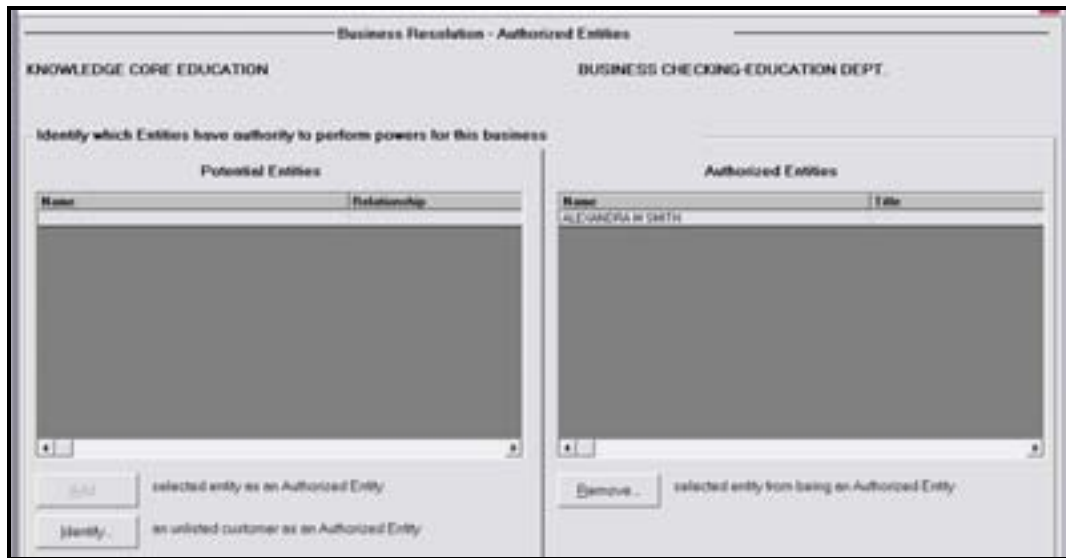 Business Resolution - Authorized Entities
KNOWLEDGE CORE EDUCATION
BUSINESS CHECKING-EDUCATION DEPT.
Identify which Entities have authority to perform powers for this business
Potential Entities
Name Relationship
Add selected entity as an Authorized Entity
Identify.. an unlisted customer as an Authorized Entity
Authorized Entities
Name Title
ALEXANDRA M SMITH
Remove.. selected entity from being an Authorized Entity